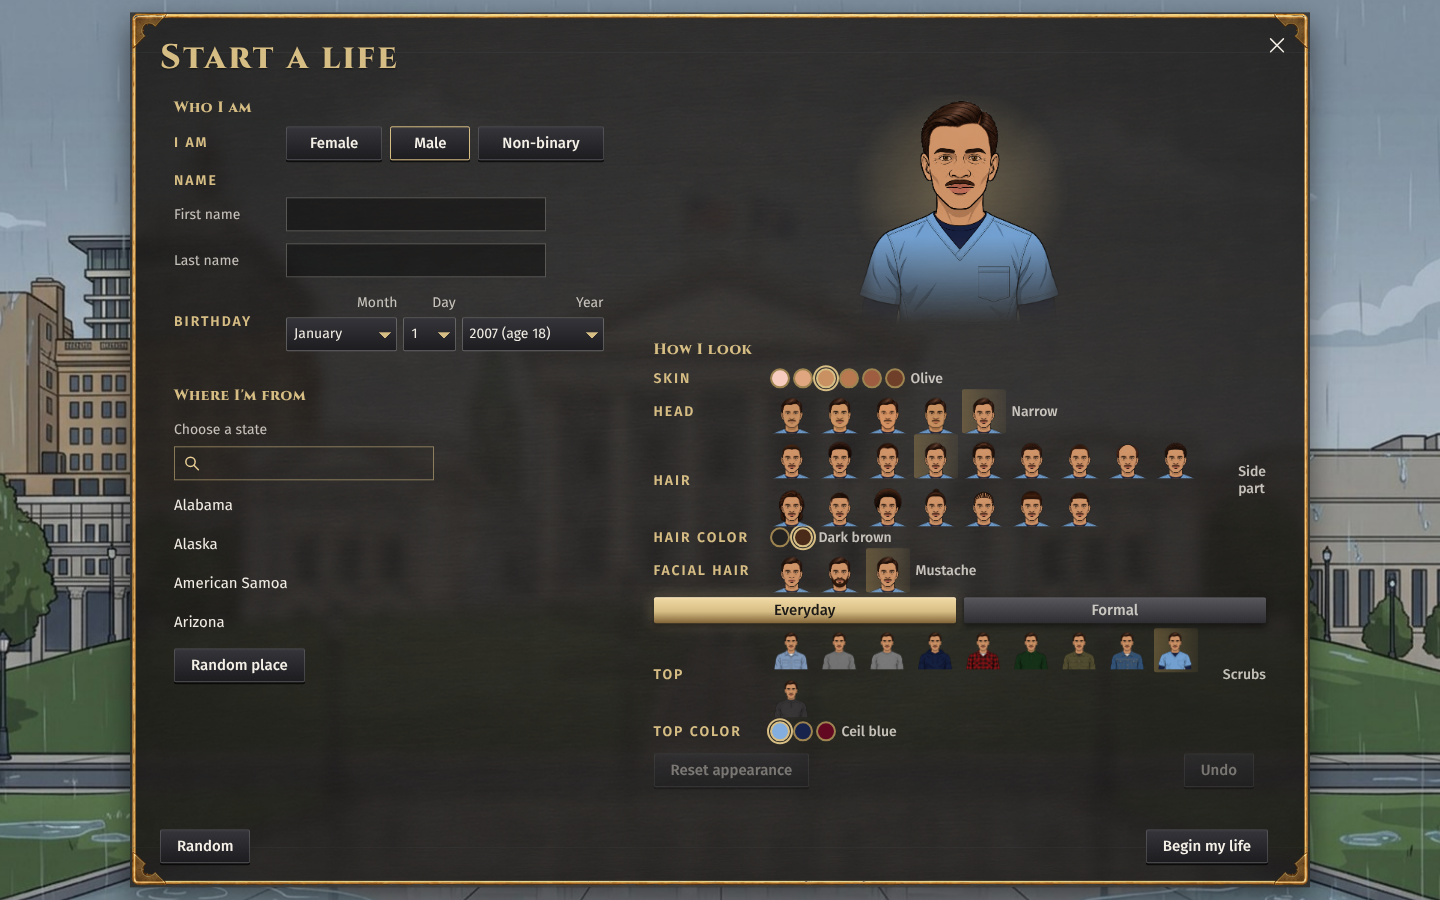 START A LIFE
WHO I AM
I AM
Female
Male
Non-binary
NAME
First name
Last name
Month
Day
Year
BIRTHDAY
January
1
2007 (age 18)
WHERE I'M FROM
Choose a state
Alabama
Alaska
American Samoa
Arizona
Random place
HOW I LOOK
SKIN
Olive
HEAD
Narrow
HAIR
Side
part
HAIR COLOR
Dark brown
FACIAL HAIR
Mustache
Everyday
Formal
TOP
Scrubs
TOP COLOR
Ceil blue
Reset appearance
Undo
Random
Begin my life